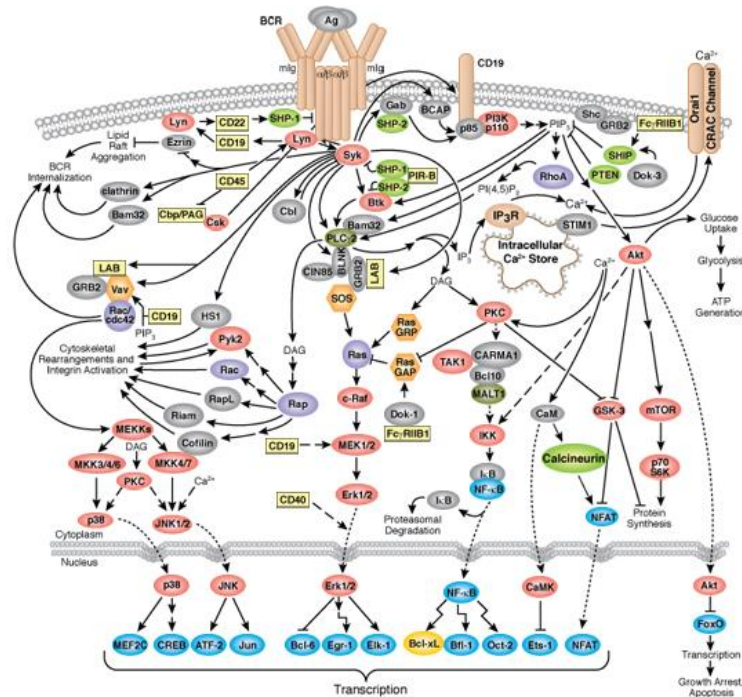 BCR
Ag
mIg
α/β
α/β
mIg
CD19
Ca²⁺
Orai1
CRAC Channel
Lyn
CD22
SHP-1
Lyn
CD19
Ezrin
Lipid
Raft
Aggregation
BCR
Internalization
clathrin
Bam32
CD45
Cbp/PAG
Csk
Syk
Gab
SHP-2
BCAP
p85
PI3K
p110
PIP₃
Shc
GRB2
FcγRIIB1
SHIP
PTEN
Dok-3
SHP-1
SHP-2
PIR-B
Btk
Cbl
RhoA
PI(4,5)P₂
Ca²⁺
Bam32
PLC-2
BLNK
CIN85
GRB2
LAB
SOS
IP₃
IP3R
STIM1
Intracellular
Ca²⁺ Store
Glucose
Uptake
Glycolysis
ATP
Generation
Akt
Ca²⁺
LAB
GRB2
Vav
Rac/
cdc42
CD19
PIP₃
HS1
Pyk2
Rac
RapL
Riam
Cofilin
Rap
DAG
Cytoskeletal
Rearrangements and
Integrin Activation
DAG
PKC
Ras
GRP
Ras
Ras
GAP
Dok-1
FcγRIIB1
c-Raf
CD19
MEK1/2
Erk1/2
CD40
TAK1
CARMA1
Bcl10
MALT1
IKK
IκB
NF-κB
IκB
Proteasomal
Degradation
CaM
Calcineurin
NFAT
GSK-3
mTOR
p70
S6K
Protein
Synthesis
MEKKs
MKK3/4/6
DAG
PKC
MKK4/7
Ca²⁺
p38
JNK1/2
Cytoplasm
Nucleus
p38
JNK
Erk1/2
NF-κB
CaMK
Akt
MEF2C
CREB
ATF-2
Jun
Bcl-6
Egr-1
Elk-1
Bcl-xL
Bfl-1
Oct-2
Ets-1
NFAT
FoxO
Transcription
Growth Arrest,
Apoptosis
Transcription